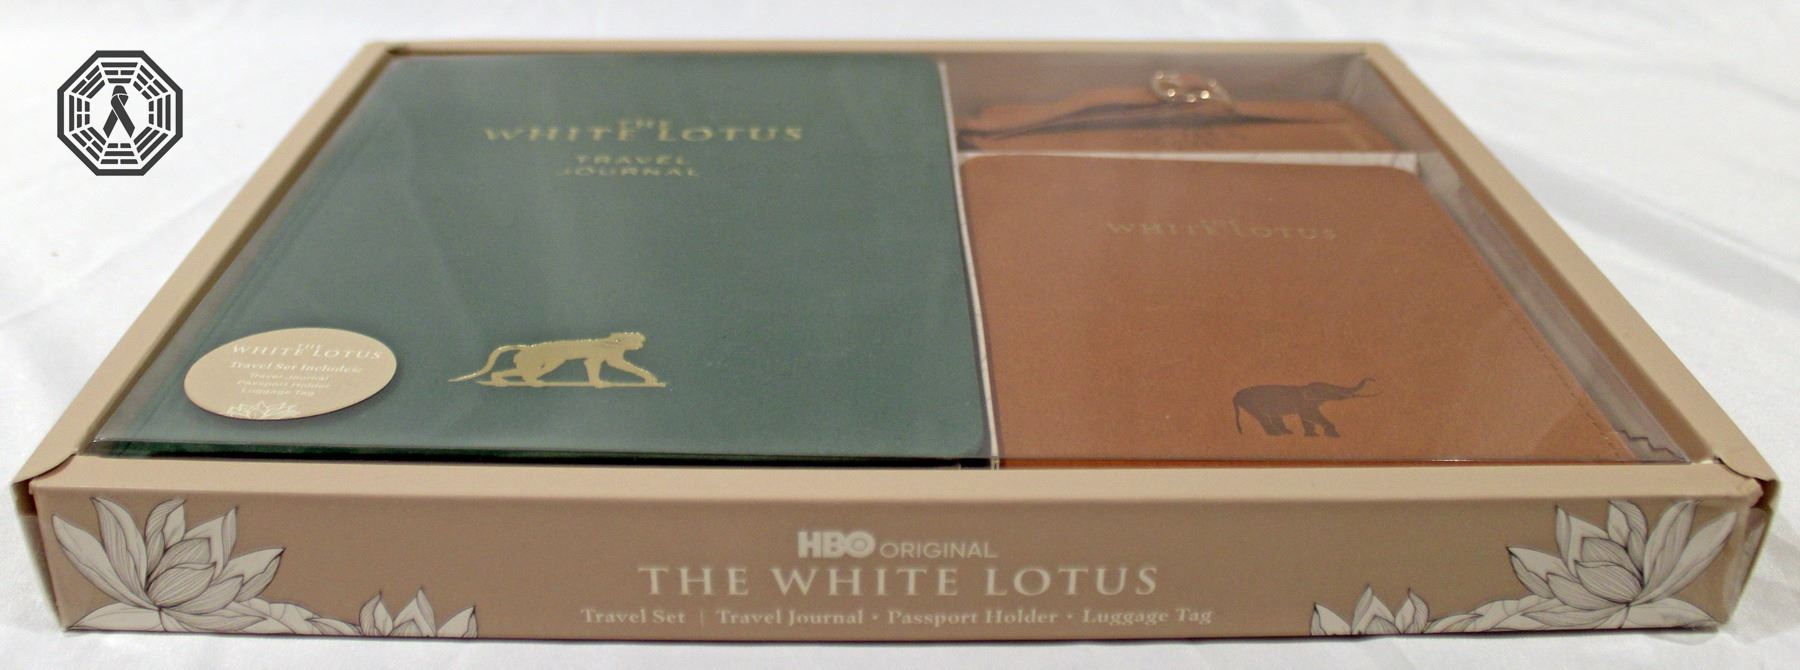 THE
WHITE LOTUS
TRAVEL
JOURNAL
THE
WHITE LOTUS
THE
WHITE LOTUS
Travel Set Includes:
Travel Journal
Passport Holder
Luggage Tag
HBO ORIGINAL
THE WHITE LOTUS
Travel Set | Travel Journal • Passport Holder • Luggage Tag